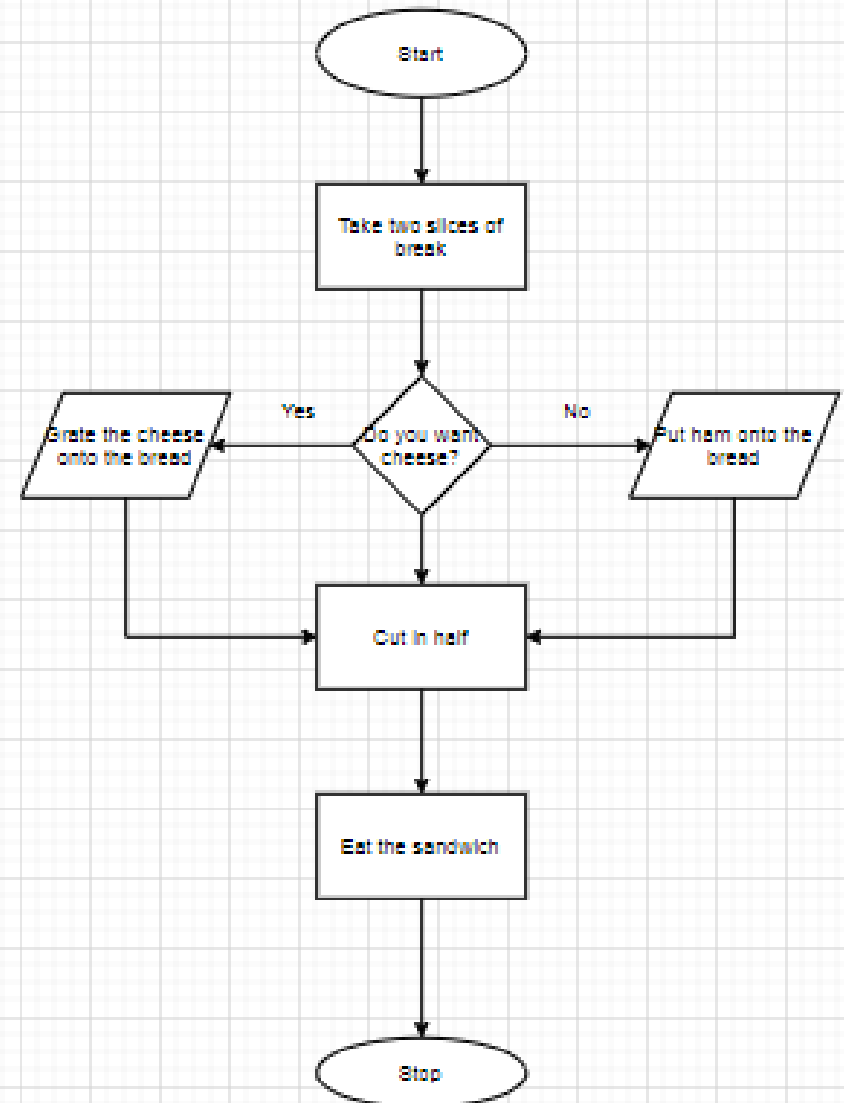 Start
Take two slices of
break
Yes
No
Grate the cheese
onto the bread
Do you want
cheese?
Put ham onto the
bread
Cut in half
Eat the sandwich
Stop